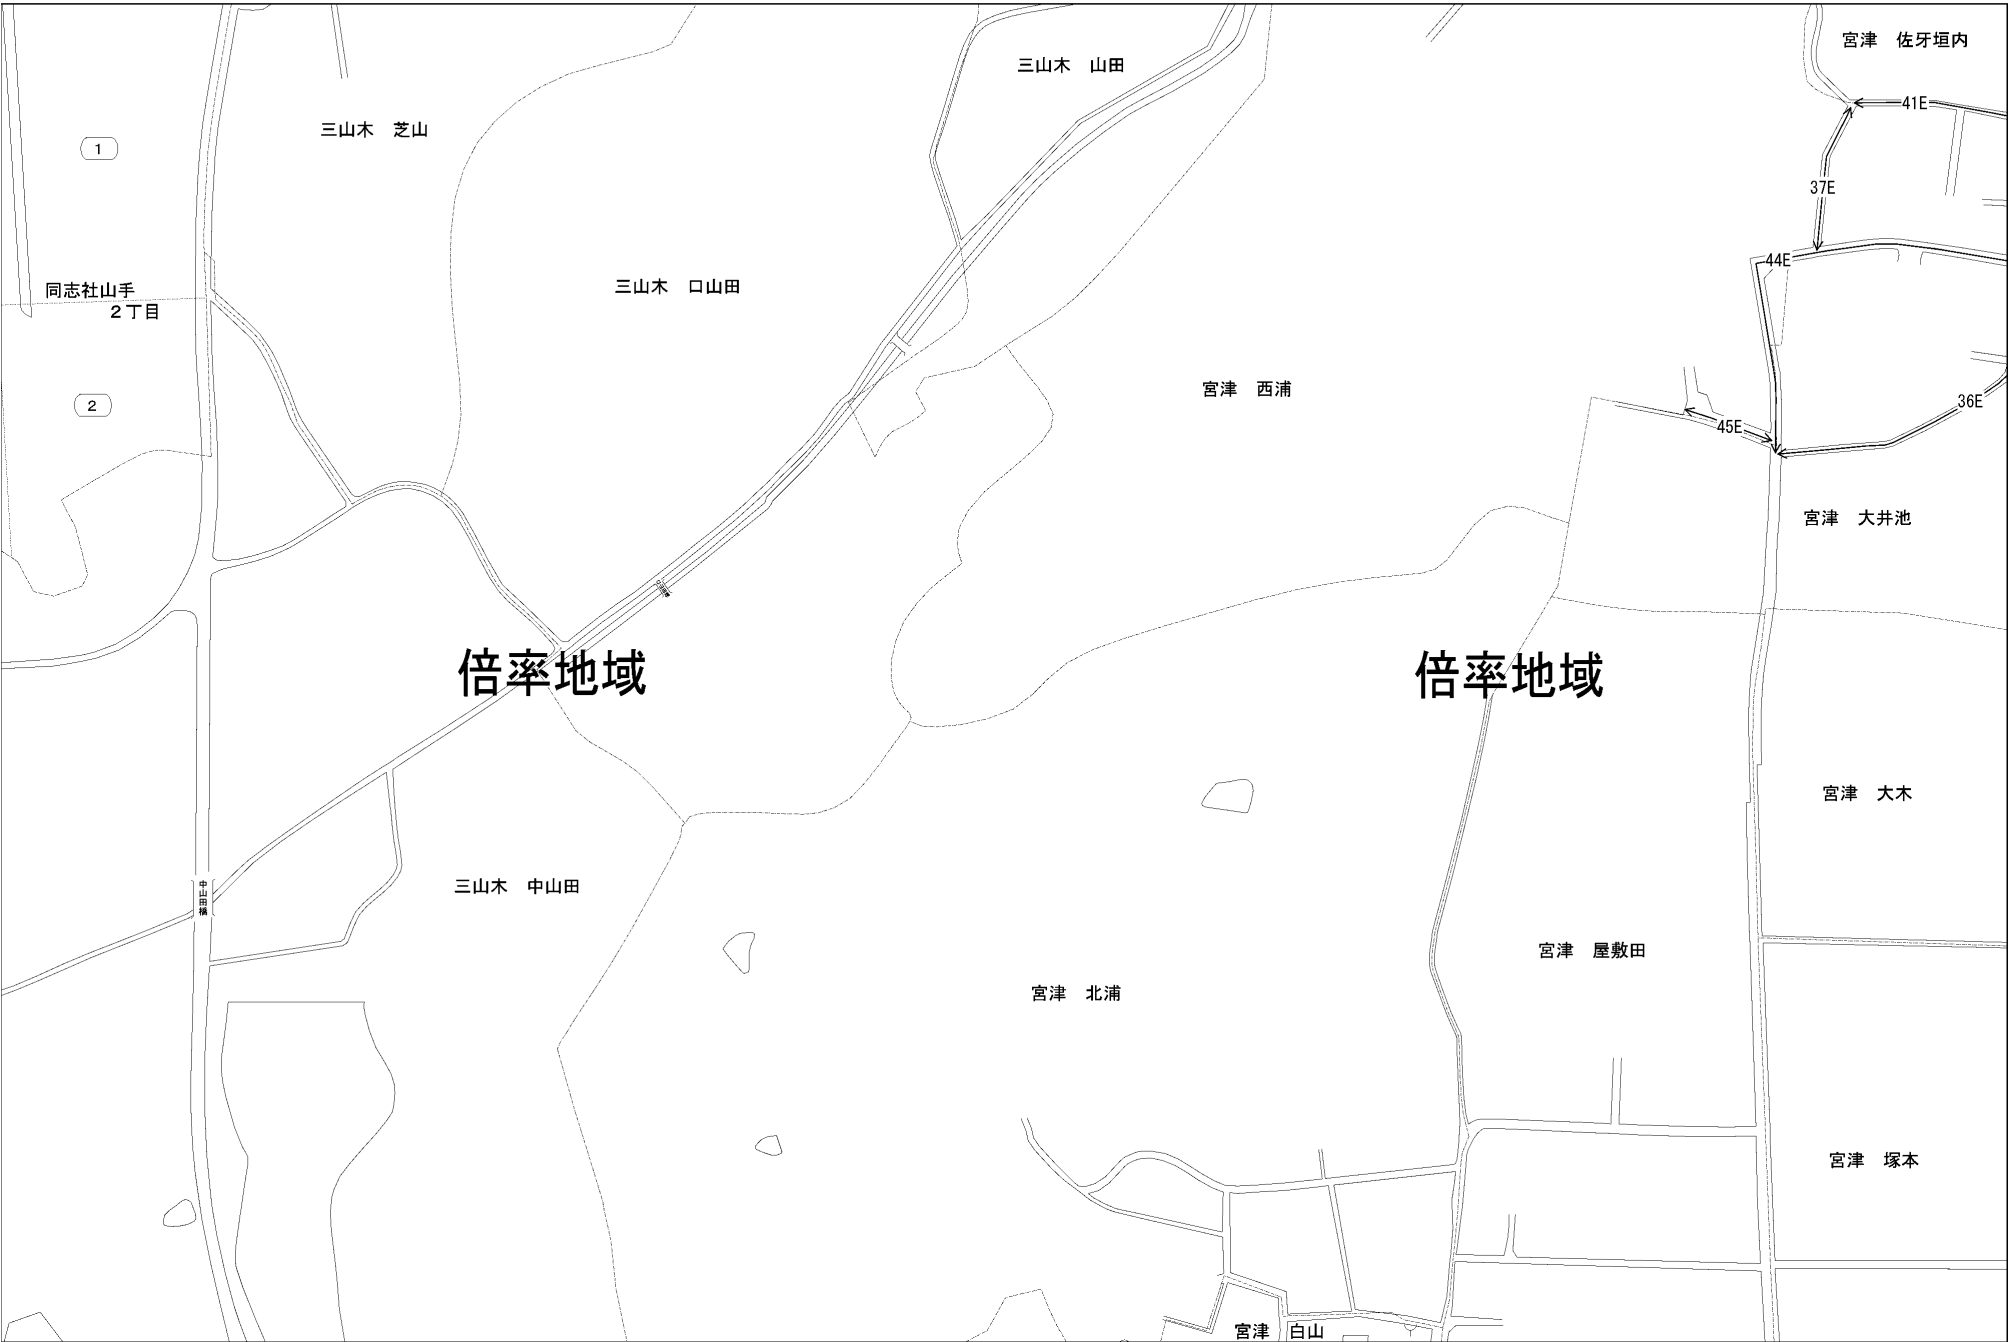 宮津　佐牙垣内
三山木　山田
41E
三山木　芝山
1
37E
44E
三山木　口山田
同志社山手
２丁目
宮津　西浦
36E
2
45E
宮津　大井池
倍率地域
倍率地域
宮津　大木
三山木　中山田
中山田橋
宮津　屋敷田
宮津　北浦
宮津　塚本
宮津　白山